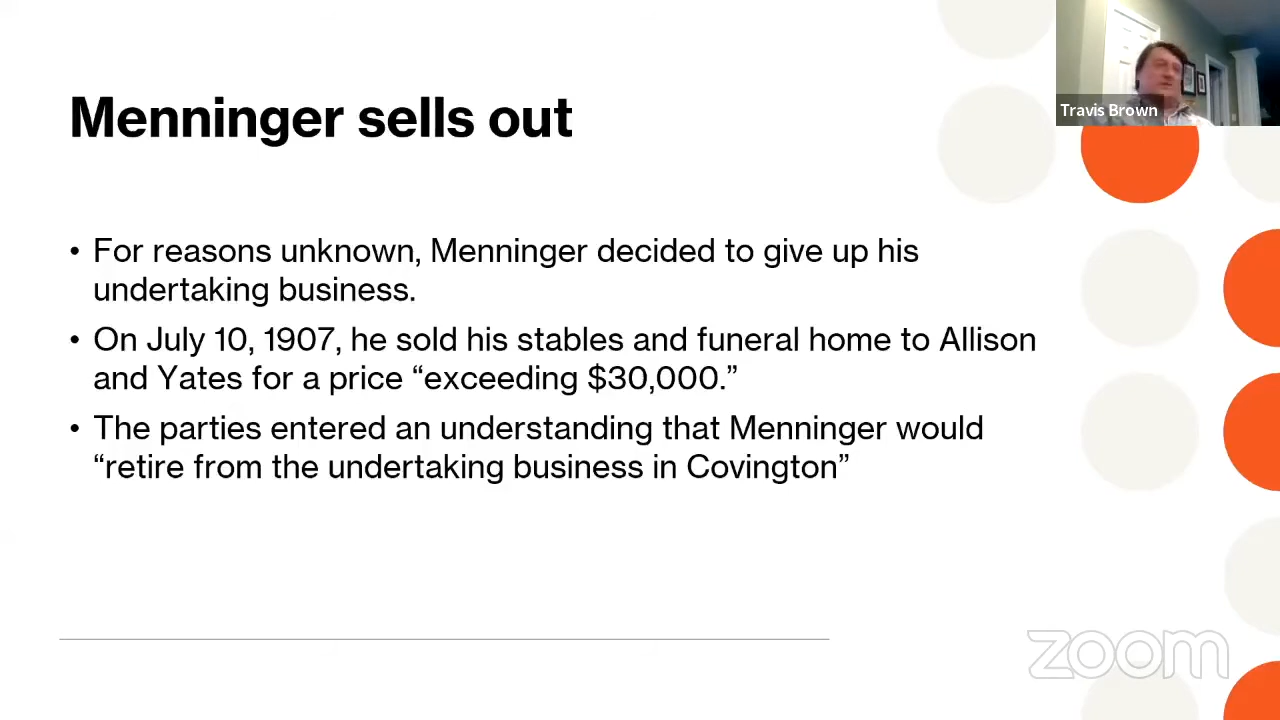 Menninger sells out
Travis Brown
• For reasons unknown, Menninger decided to give up his
undertaking business.
• On July 10, 1907, he sold his stables and funeral home to Allison
and Yates for a price “exceeding $30,000.”
• The parties entered an understanding that Menninger would
“retire from the undertaking business in Covington”
zoom